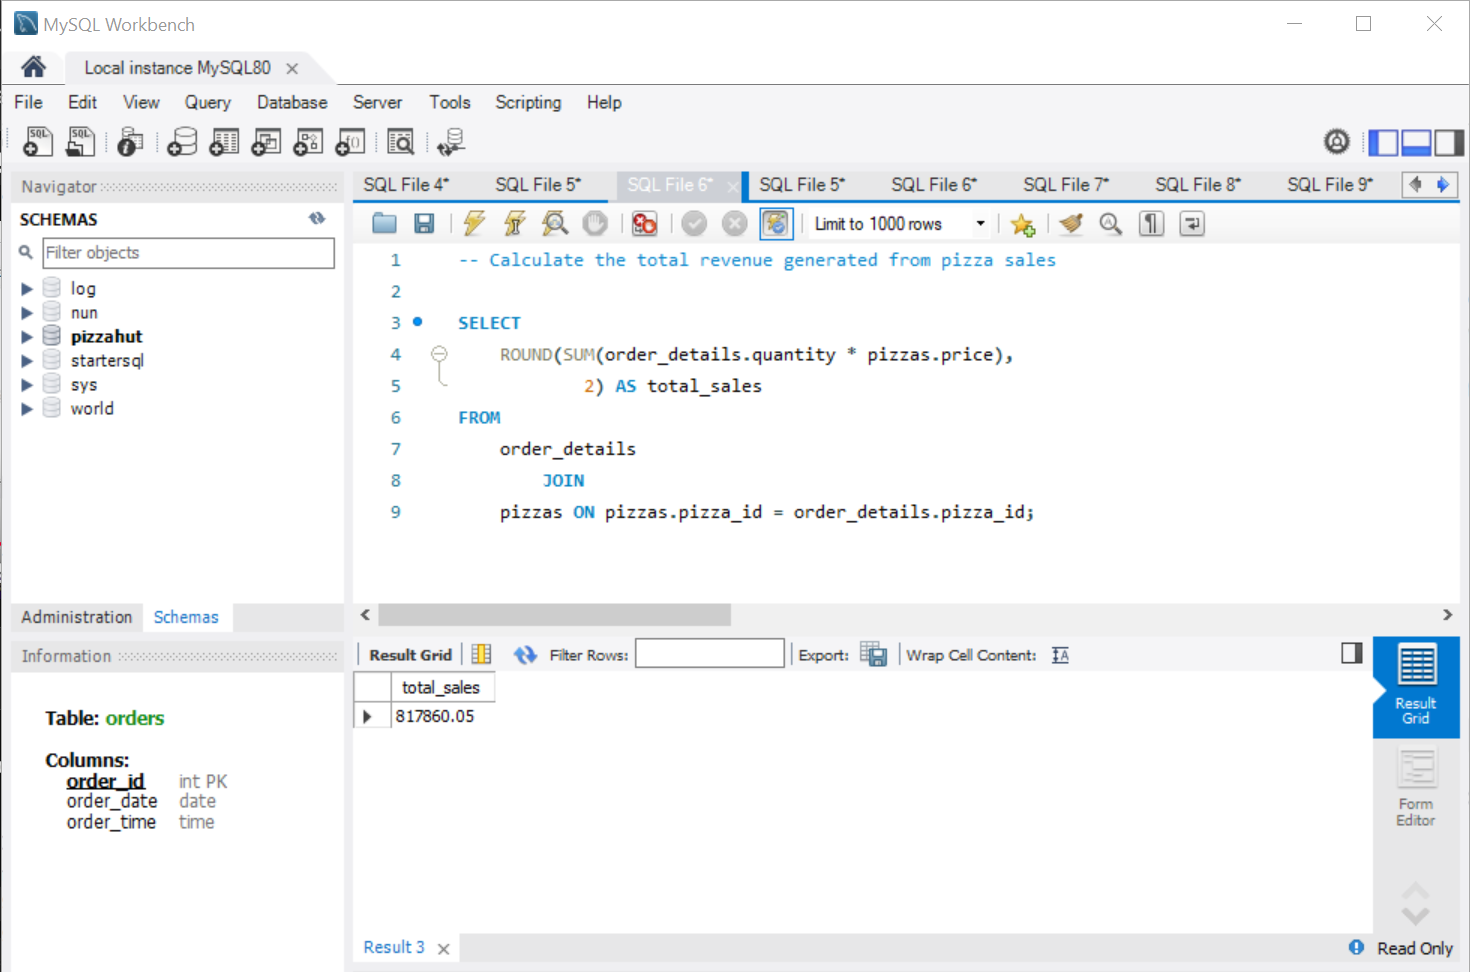 MySQL Workbench
Local instance MySQL80
File Edit View Query Database Server Tools Scripting Help
SQL SQL
Navigator
SCHEMAS
Filter objects
log
nun
pizzahut
startersql
sys
world
Administration Schemas
Information
Table: orders
Columns:
order_id int PK
order_date date
order_time time
SQL File 4* SQL File 5* SQL File 6* SQL File 5* SQL File 6* SQL File 7* SQL File 8* SQL File 9*
Limit to 1000 rows
1 -- Calculate the total revenue generated from pizza sales
2
3 SELECT
4 ROUND(SUM(order_details.quantity * pizzas.price),
5 2) AS total_sales
6 FROM
7 order_details
8 JOIN
9 pizzas ON pizzas.pizza_id = order_details.pizza_id;
Result Grid Filter Rows: Export: Wrap Cell Content:
total_sales
817860.05
Result
Grid
Form
Editor
Result 3
Read Only